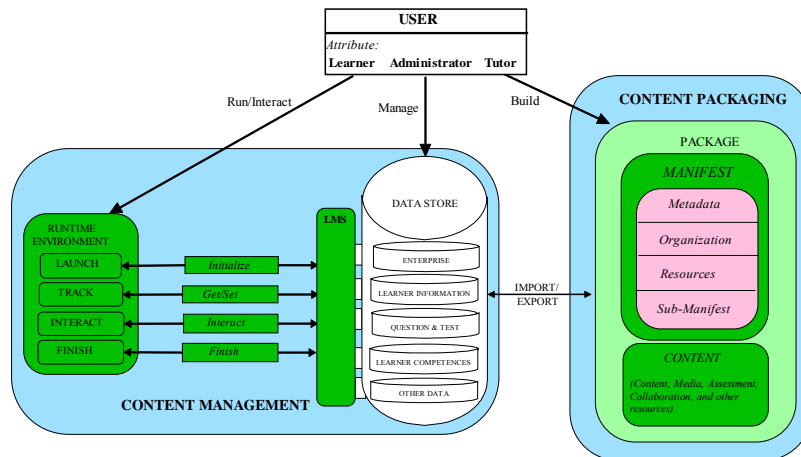 USER
Attribute:
Learner Administrator Tutor
Run/Interact
Manage
Build
CONTENT PACKAGING
PACKAGE
MANIFEST
Metadata
Organization
Resources
Sub-Manifest
CONTENT
(Content, Media, Assessment,
Collaboration, and other
resources)
IMPORT/
EXPORT
DATA STORE
ENTERPRISE
LEARNER INFORMATION
QUESTION & TEST
LEARNER COMPETENCES
OTHER DATA
LMS
RUNTIME
ENVIRONMENT
LAUNCH
Initialize
TRACK
Get/Set
INTERACT
Interact
FINISH
Finish
CONTENT MANAGEMENT